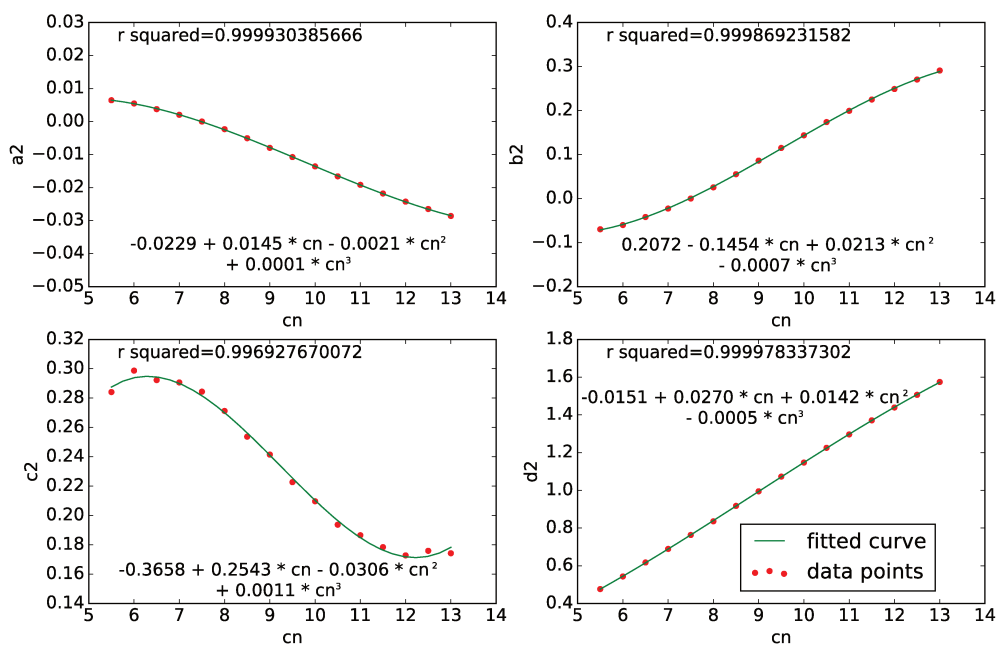 0.03
r squared=0.999930385666
0.02
0.01
0.00
a2
−0.01
−0.02
−0.03
-0.0229 + 0.0145 * cn - 0.0021 * cn²
+ 0.0001 * cn³
−0.04
−0.05
5 6 7 8 9 10 11 12 13 14
cn
0.4
r squared=0.999869231582
0.3
0.2
b2
0.1
0.0
−0.1
0.2072 - 0.1454 * cn + 0.0213 * cn²
- 0.0007 * cn³
−0.2
5 6 7 8 9 10 11 12 13 14
cn
0.32
r squared=0.996927670072
0.30
0.28
0.26
0.24
c2
0.22
0.20
0.18
0.16
-0.3658 + 0.2543 * cn - 0.0306 * cn²
+ 0.0011 * cn³
0.14
5 6 7 8 9 10 11 12 13 14
cn
1.8
r squared=0.999978337302
1.6
-0.0151 + 0.0270 * cn + 0.0142 * cn²
- 0.0005 * cn³
1.4
1.2
d2
1.0
0.8
0.6
0.4
fitted curve
data points
5 6 7 8 9 10 11 12 13 14
cn